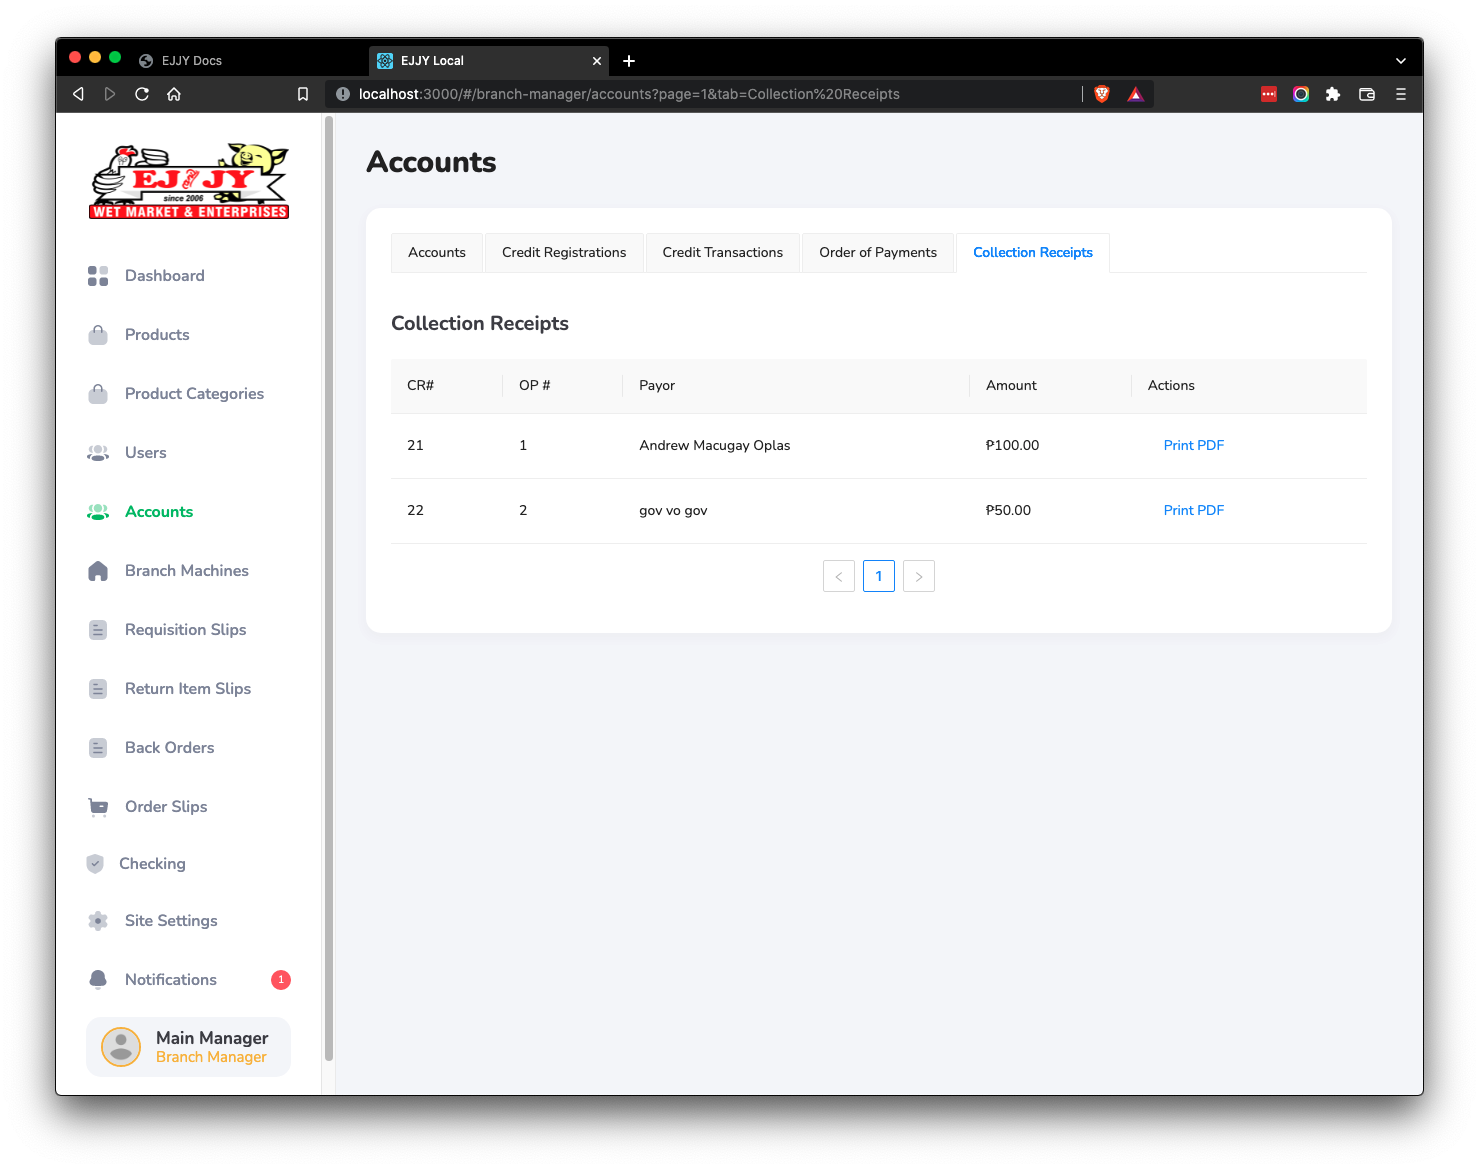 EJJY Docs
EJJY Local
localhost:3000/#/branch-manager/accounts?page=1&tab=Collection%20Receipts
EJ JY
since 2006
WET MARKET & ENTERPRISES
Dashboard
Products
Product Categories
Users
Accounts
Branch Machines
Requisition Slips
Return Item Slips
Back Orders
Order Slips
Checking
Site Settings
Notifications 1
Main Manager
Branch Manager
Accounts
Accounts Credit Registrations Credit Transactions Order of Payments Collection Receipts
Collection Receipts
CR# OP # Payor Amount Actions
21 1 Andrew Macugay Oplas ₱100.00 Print PDF
22 2 gov vo gov ₱50.00 Print PDF
< 1 >